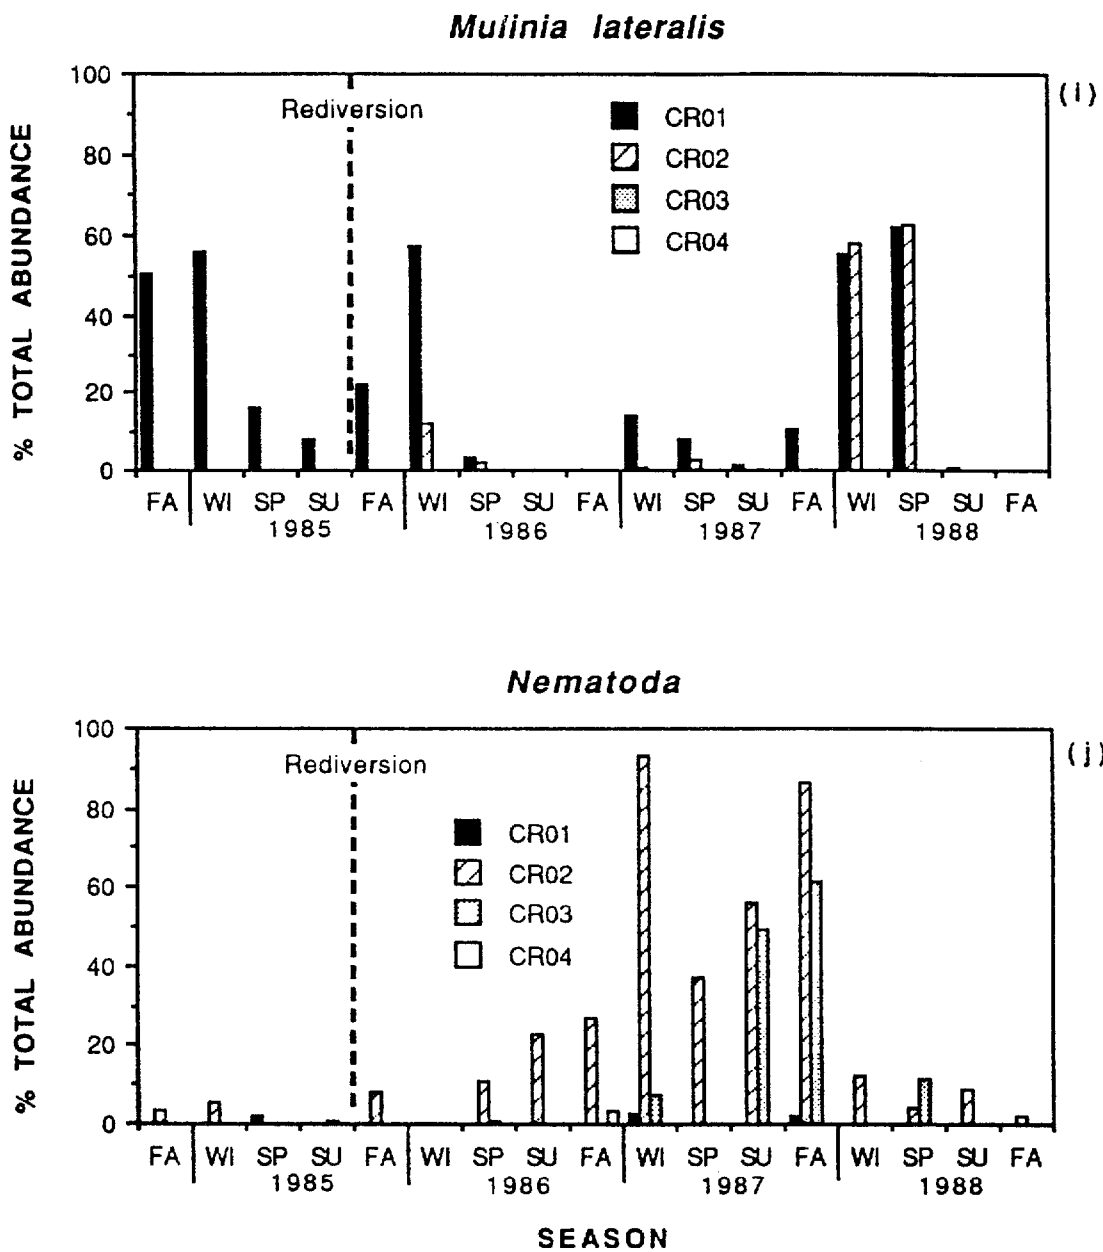 Mulinia lateralis
(i)
% TOTAL ABUNDANCE
100
80
60
40
20
0
Rediversion
CR01
CR02
CR03
CR04
FA WI SP SU FA WI SP SU FA WI SP SU FA WI SP SU FA
1985 1986 1987 1988
Nematoda
(j)
% TOTAL ABUNDANCE
100
80
60
40
20
0
Rediversion
CR01
CR02
CR03
CR04
FA WI SP SU FA WI SP SU FA WI SP SU FA WI SP SU FA
1985 1986 1987 1988
SEASON